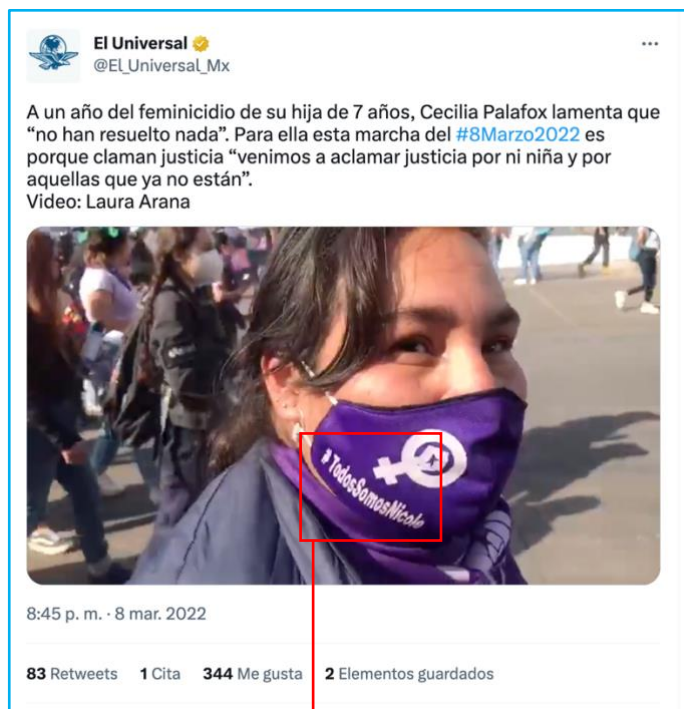 El Universal
@El_Universal_Mx
A un año del feminicidio de su hija de 7 años, Cecilia Palafox lamenta que
“no han resuelto nada”. Para ella esta marcha del #8Marzo2022 es
porque claman justicia “venimos a aclamar justicia por ni niña y por
aquellas que ya no están”.
Video: Laura Arana
#TodosSomosNicole
8:45 p. m. · 8 mar. 2022
83 Retweets 1 Cita 344 Me gusta 2 Elementos guardados